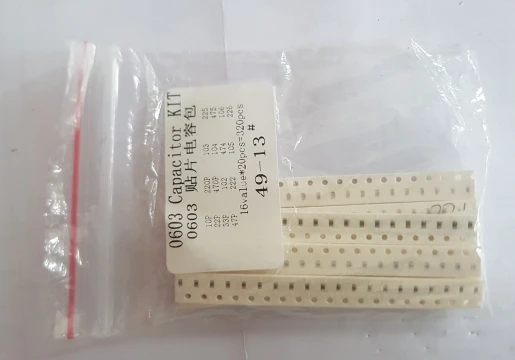 0603 Capacitor KIT
0603 贴片电容包
10P 220P 103 225
22P 470P 104 475
33P 102 474 106
47P 222 105 226
16value*20pcs=320pcs
49-13#